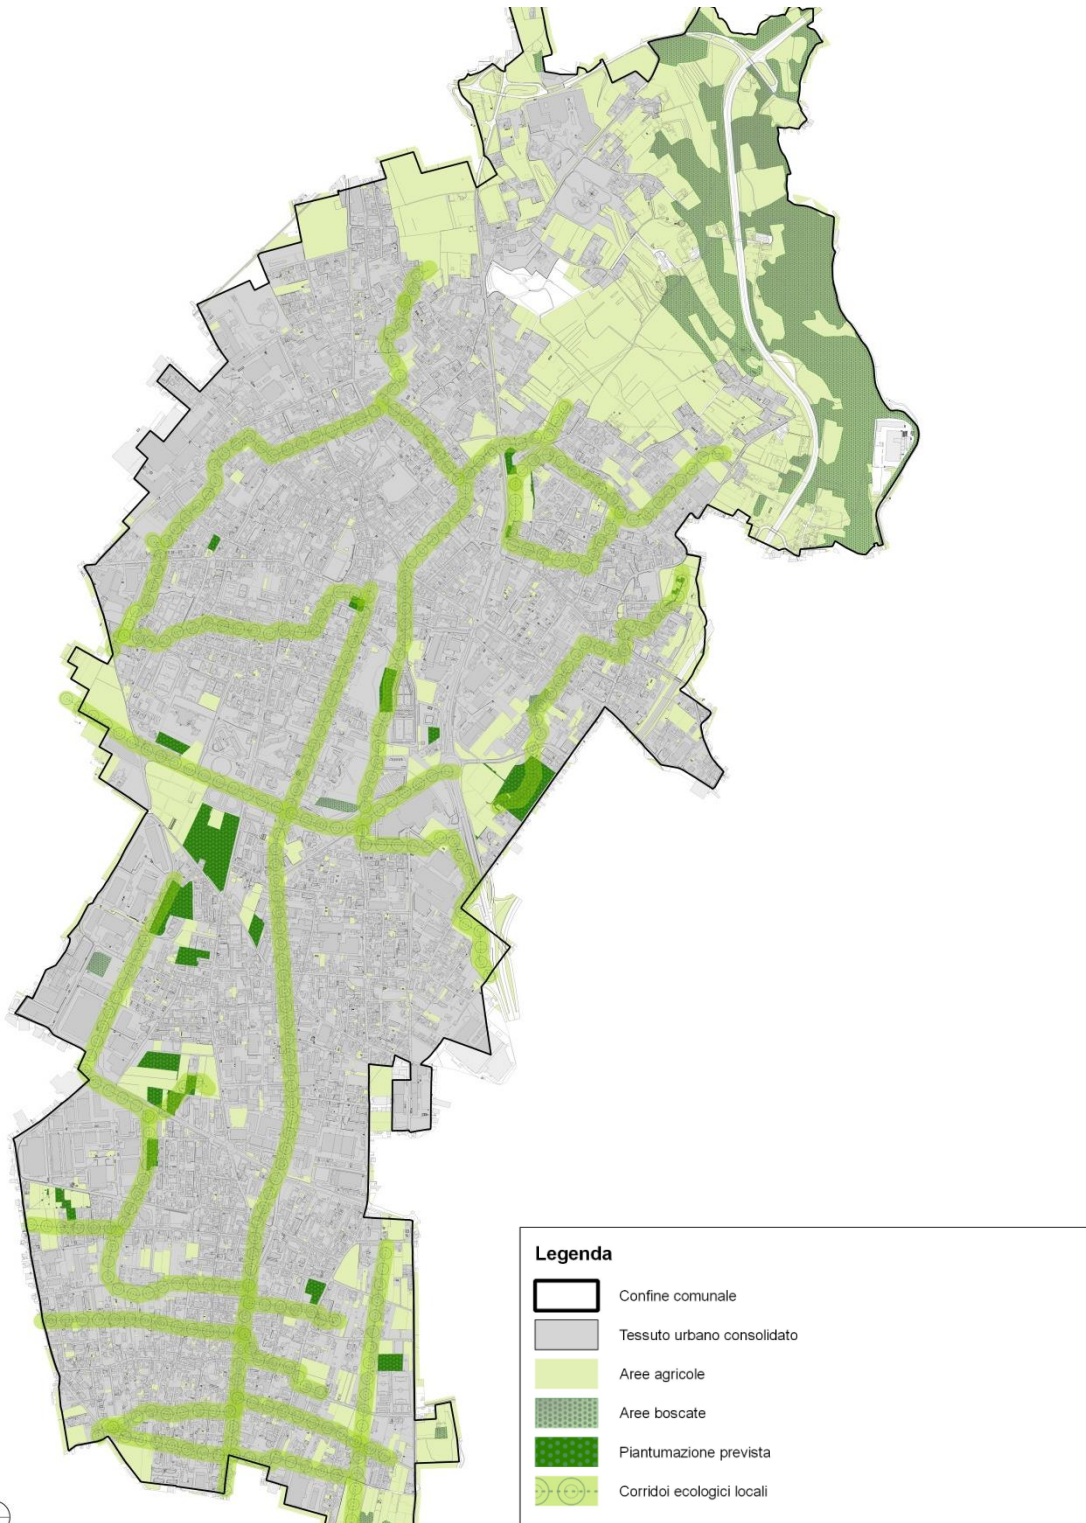 Legenda
Confine comunale
Tessuto urbano consolidato
Aree agricole
Aree boscate
Piantumazione prevista
Corridoi ecologici locali